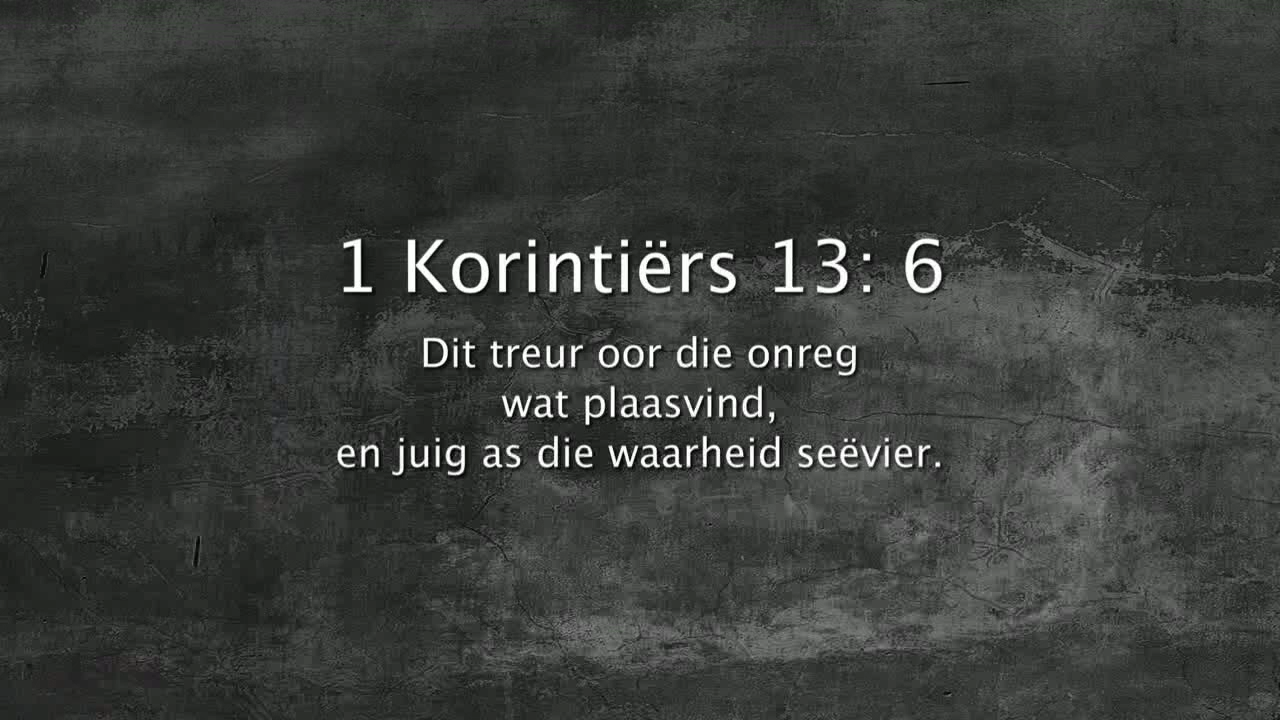 1 Korintiërs 13: 6
Dit treur oor die onreg
wat plaasvind,
en juig as die waarheid seëvier.